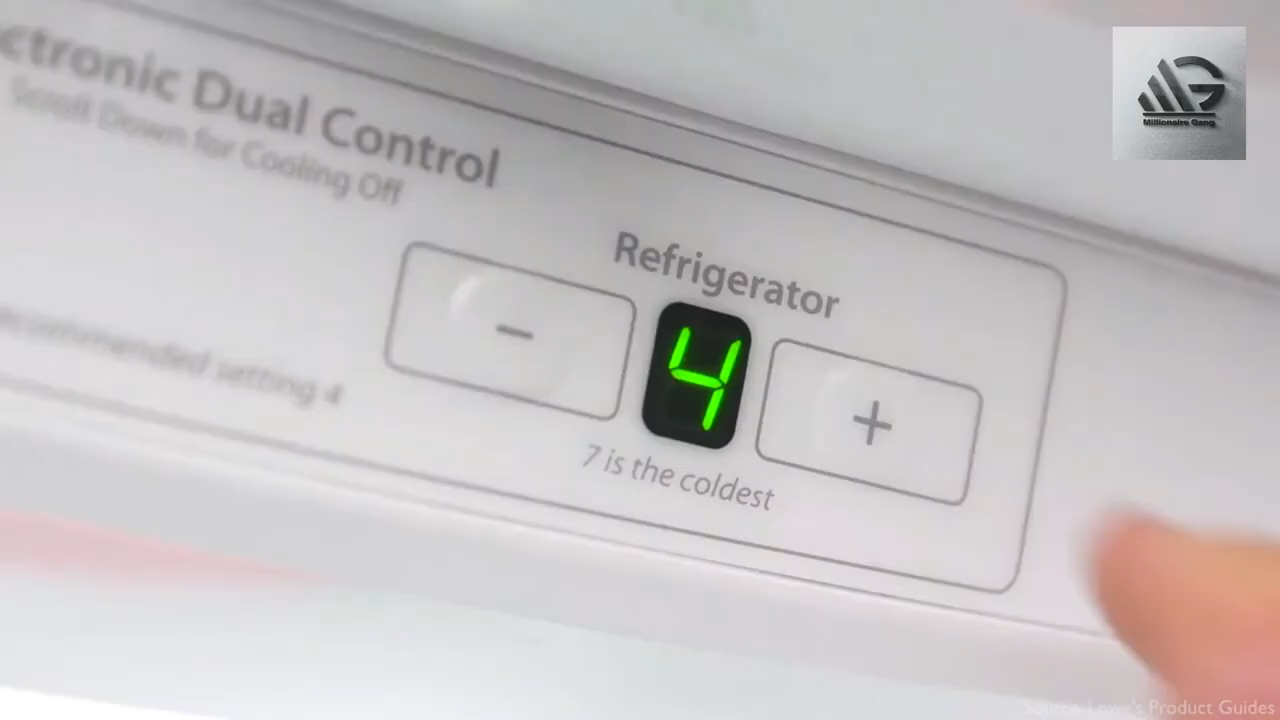 ctronic Dual Control
Scroll Down for Cooling Off
Refrigerator
−
4
+
7 is the coldest
ecommended setting 4
Millionaire Gang
Source: Lowe's Product Guides